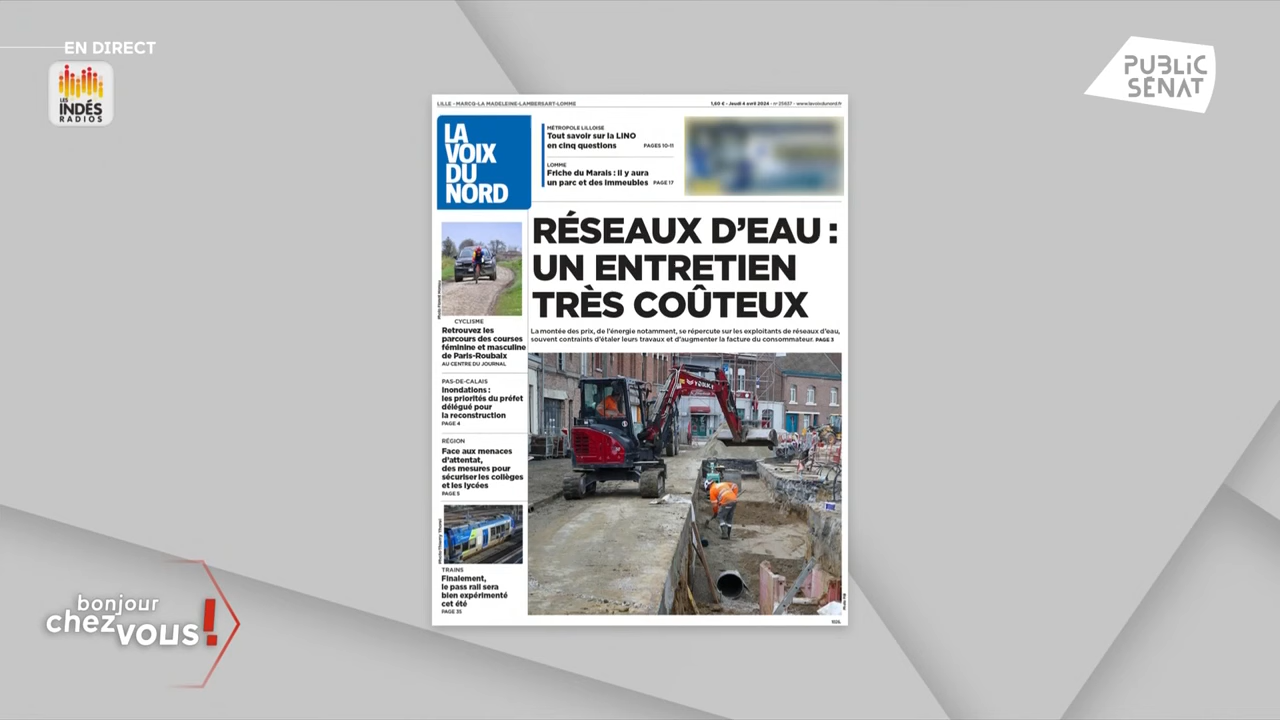 EN DIRECT
LES
INDÉS
RADIOS
PUBLIC
SÉNAT
LILLE - MARCQ-LA MADELEINE-LAMBERSART-LOMME
1,60 € - Jeudi 4 avril 2024 - n° 25937 - www.lavoixdunord.fr
LA
VOIX
DU
NORD
MÉTROPOLE LILLOISE
Tout savoir sur la LINO
en cinq questions PAGES 10-11
LOMME
Friche du Marais : il y aura
un parc et des immeubles PAGE 17
RÉSEAUX D'EAU :
UN ENTRETIEN
TRÈS COÛTEUX
La montée des prix, de l'énergie notamment, se répercute sur les exploitants de réseaux d'eau,
souvent contraints d'étaler leurs travaux et d'augmenter la facture du consommateur. PAGE 3
CYCLISME
Retrouvez les
parcours des courses
féminine et masculine
de Paris-Roubaix
AU CENTRE DU JOURNAL
PAS-DE-CALAIS
Inondations :
les priorités du préfet
délégué pour
la reconstruction
PAGE 4
RÉGION
Face aux menaces
d'attentat,
des mesures pour
sécuriser les collèges
et les lycées
PAGE 5
TRAINS
Finalement,
le pass rail sera
bien expérimenté
cet été
PAGE 35
bonjour
chez
vous !